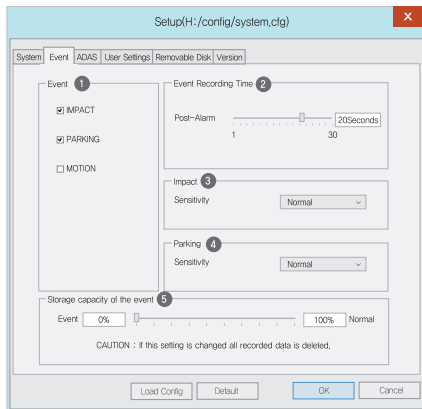 Setup(H:/config/system,cfg)
X
System Event ADAS User Settings Removable Disk Version
Event 1
IMPACT
PARKING
MOTION
Event Recording Time 2
Post-Alarm 20Seconds
1 30
Impact 3
Sensitivity Normal
Parking 4
Sensitivity Normal
Storage capacity of the event 5
Event 0% 100% Normal
CAUTION : If this setting is changed all recorded data is deleted,
Load Config Default OK Cancel